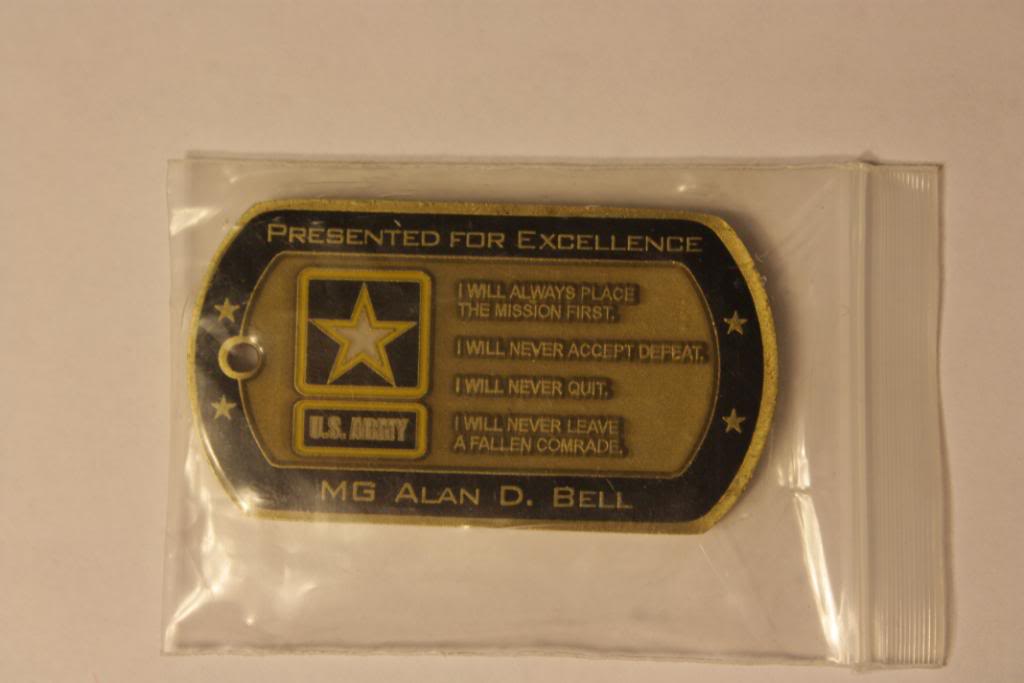 PRESENTED FOR EXCELLENCE
U.S. ARMY
I WILL ALWAYS PLACE
THE MISSION FIRST.
I WILL NEVER ACCEPT DEFEAT.
I WILL NEVER QUIT.
I WILL NEVER LEAVE
A FALLEN COMRADE.
MG ALAN D. BELL